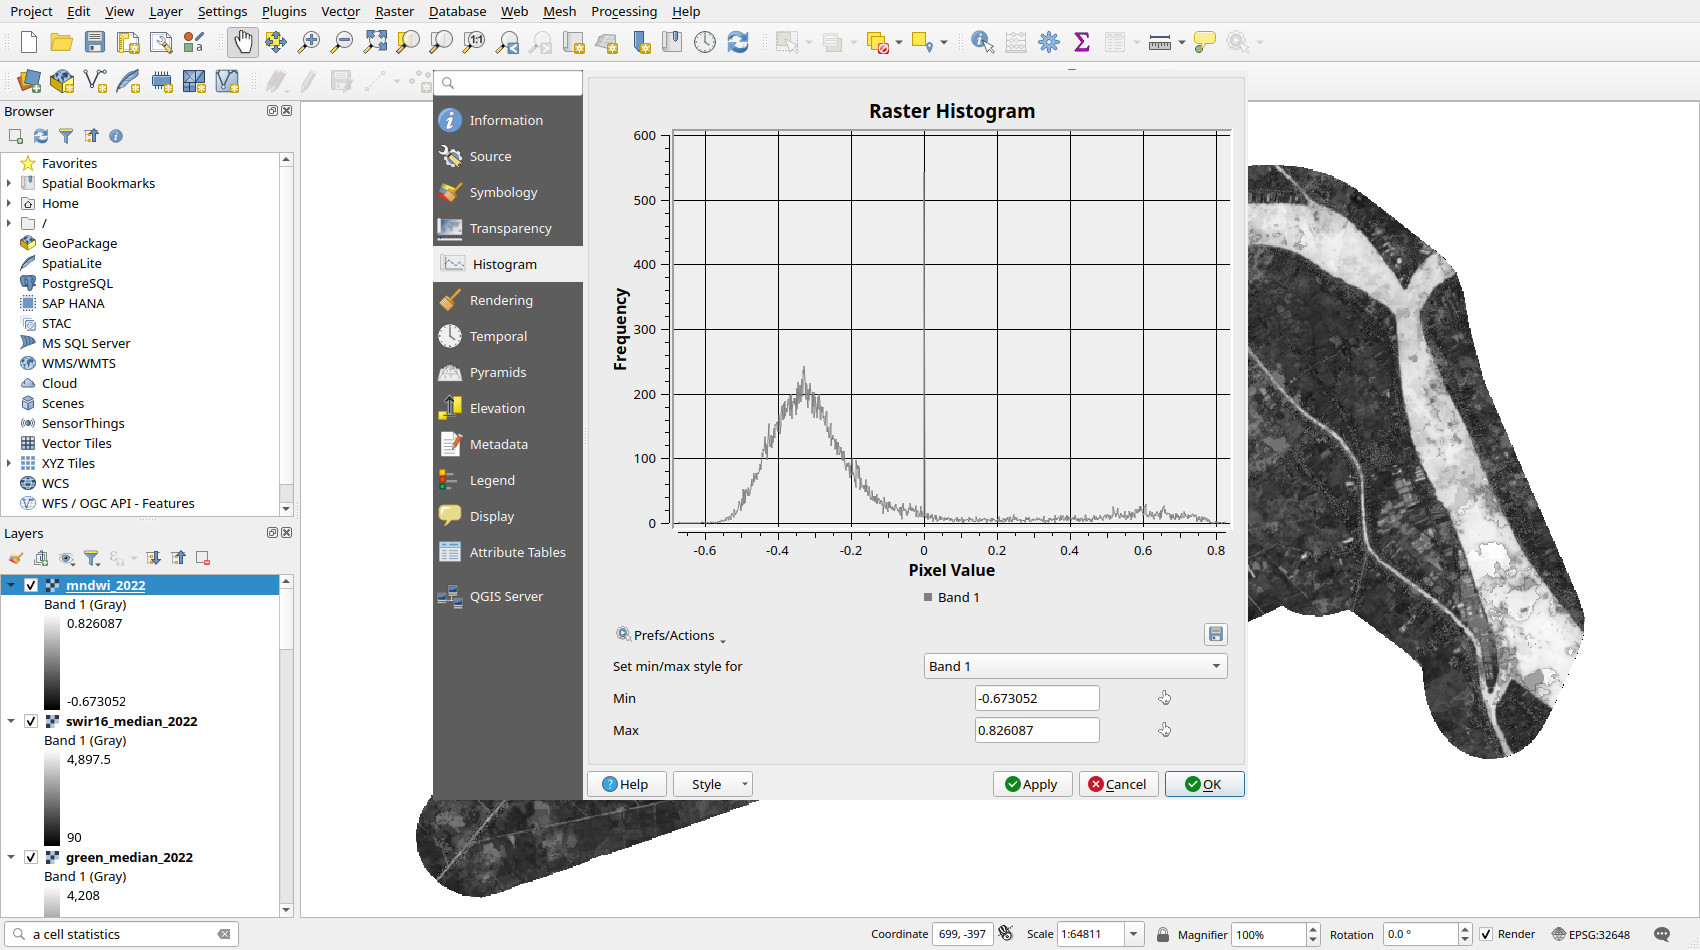 Project Edit View Layer Settings Plugins Vector Raster Database Web Mesh Processing Help
1:1
Browser
Favorites
Spatial Bookmarks
Home
/
GeoPackage
SpatiaLite
PostgreSQL
SAP HANA
STAC
MS SQL Server
WMS/WMTS
Cloud
Scenes
SensorThings
Vector Tiles
XYZ Tiles
WCS
WFS / OGC API - Features
Layers
mndwi_2022
Band 1 (Gray)
0.826087
-0.673052
swir16_median_2022
Band 1 (Gray)
4,897.5
90
green_median_2022
Band 1 (Gray)
4,208
Information
Source
Symbology
Transparency
Histogram
Rendering
Temporal
Pyramids
Elevation
Metadata
Legend
Display
Attribute Tables
QGIS Server
Raster Histogram
600
500
400
300
200
100
0
Frequency
-0.6 -0.4 -0.2 0 0.2 0.4 0.6 0.8
Pixel Value
Band 1
Prefs/Actions
Set min/max style for Band 1
Min -0.673052
Max 0.826087
Help Style Apply Cancel OK
a cell statistics Coordinate 699, -397 Scale 1:64811 Magnifier 100% Rotation 0.0 ° Render EPSG:32648